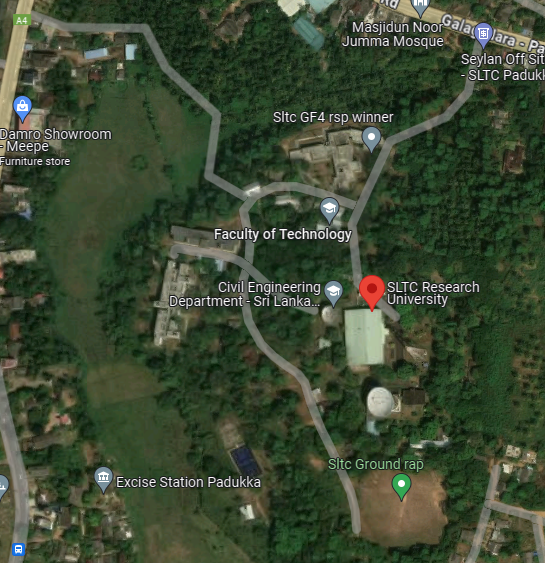 A4
Masjidun Noor
Jumma Mosque
Rd
Seylan Off Sit
- SLTC Padukk
Damro Showroom
- Meepe
Furniture store
Sltc GF4 rsp winner
Faculty of Technology
Civil Engineering
Department - Sri Lanka...
SLTC Research
University
Sltc Ground rap
Excise Station Padukka